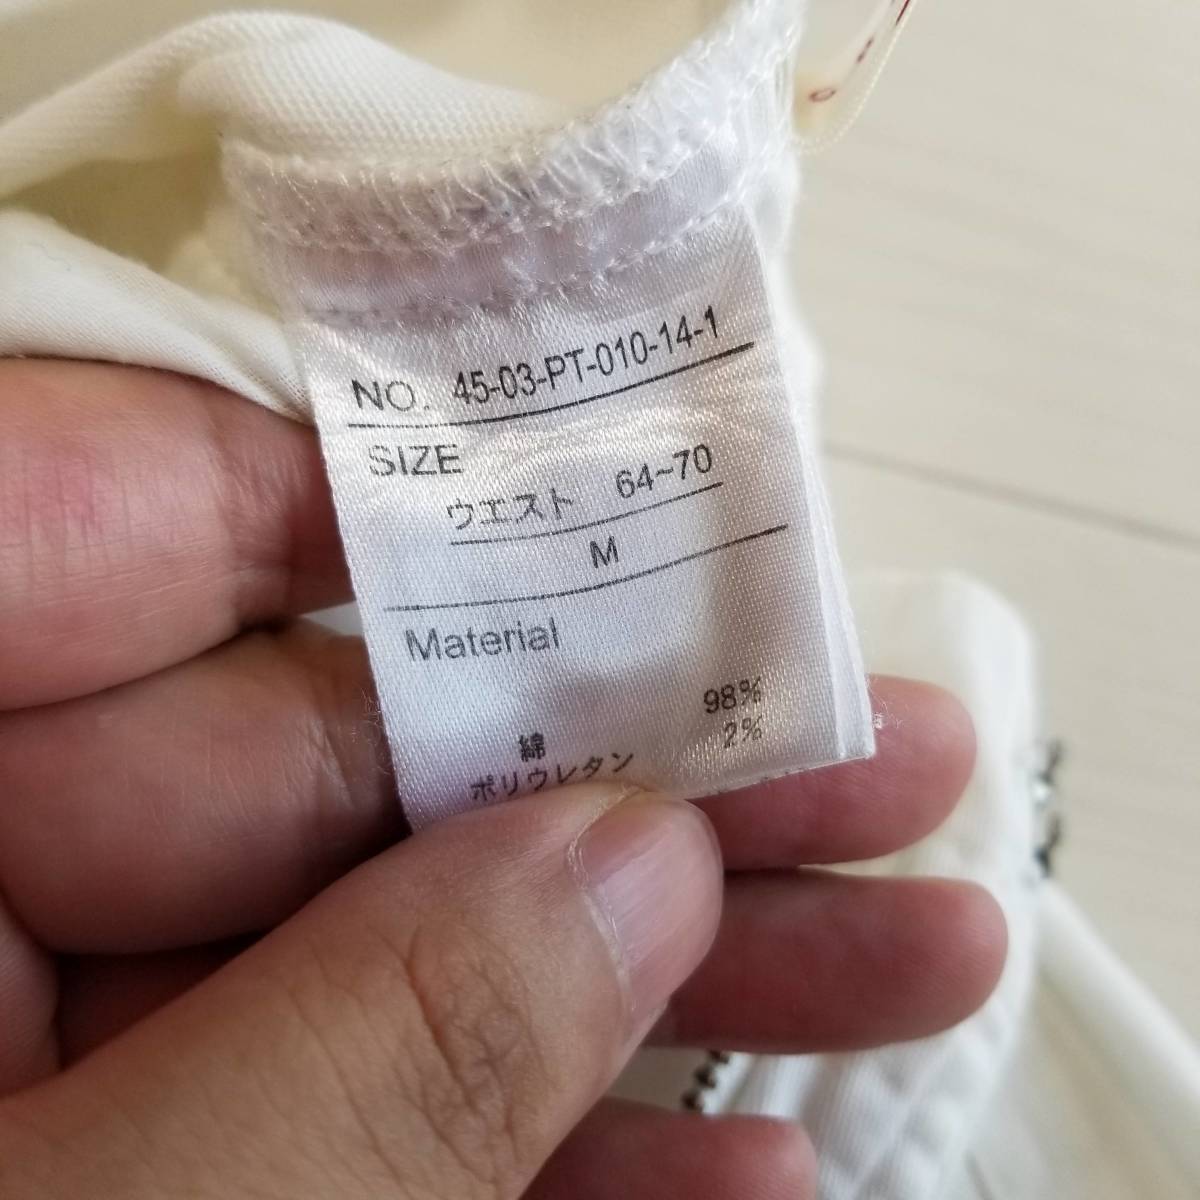 NO. 45-03-PT-010-14-1
SIZE
ウエスト 64~70
M
Material
綿 98%
ポリウレタン 2%